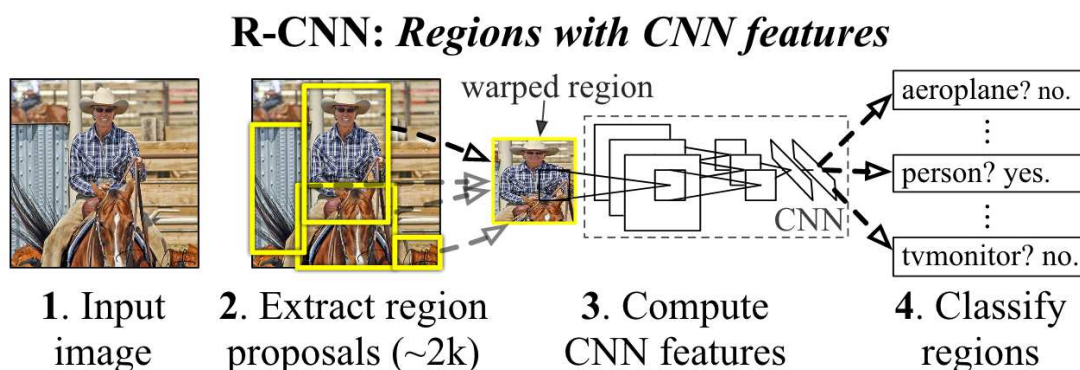 R-CNN: Regions with CNN features
warped region
aeroplane? no.
person? yes.
CNN
tvmonitor? no.
1. Input
image
2. Extract region
proposals (~2k)
3. Compute
CNN features
4. Classify
regions